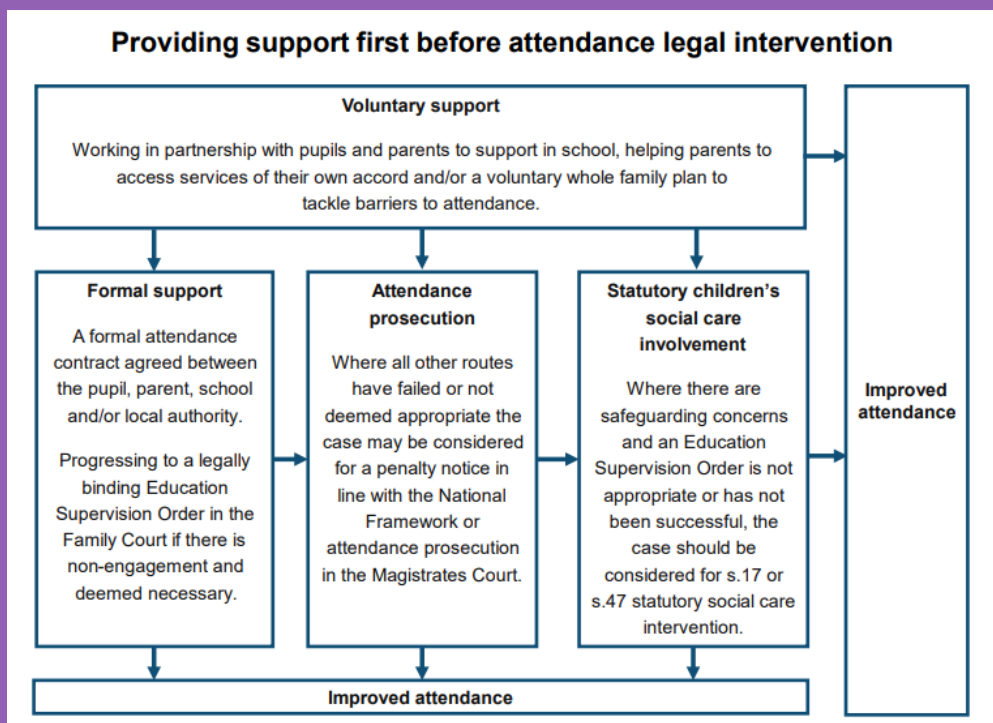 Providing support first before attendance legal intervention
Voluntary support
Working in partnership with pupils and parents to support in school, helping parents to
access services of their own accord and/or a voluntary whole family plan to
tackle barriers to attendance.
Formal support
A formal attendance
contract agreed between
the pupil, parent, school
and/or local authority.
Progressing to a legally
binding Education
Supervision Order in the
Family Court if there is
non-engagement and
deemed necessary.
Attendance
prosecution
Where all other routes
have failed or not
deemed appropriate the
case may be considered
for a penalty notice in
line with the National
Framework or
attendance prosecution
in the Magistrates Court.
Statutory children's
social care
involvement
Where there are
safeguarding concerns
and an Education
Supervision Order is not
appropriate or has not
been successful, the
case should be
considered for s.17 or
s.47 statutory social care
intervention.
Improved
attendance
Improved attendance